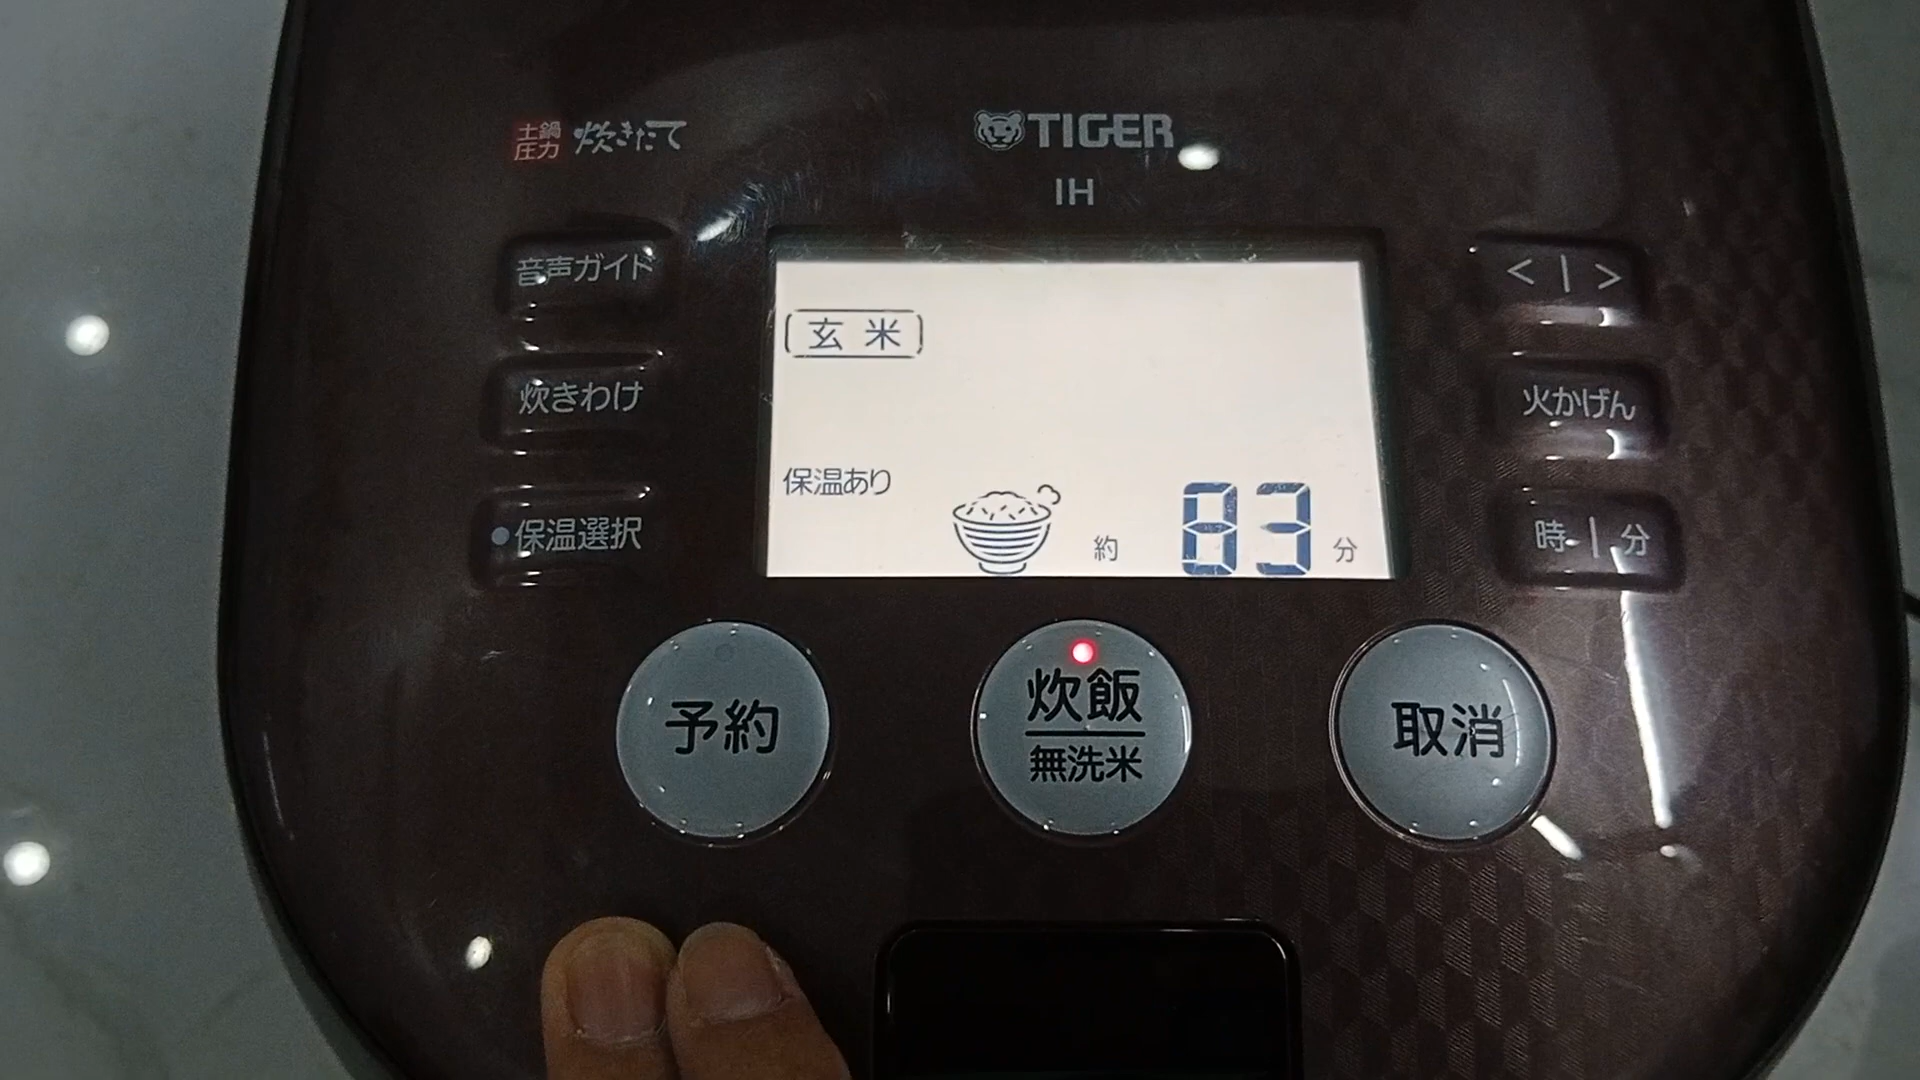 土鍋
圧力
炊きたて
TIGER
IH
音声ガイド
< | >
玄米
炊きわけ
火かげん
保温あり
約 83 分
保温選択
時 | 分
予約
炊飯
無洗米
取消